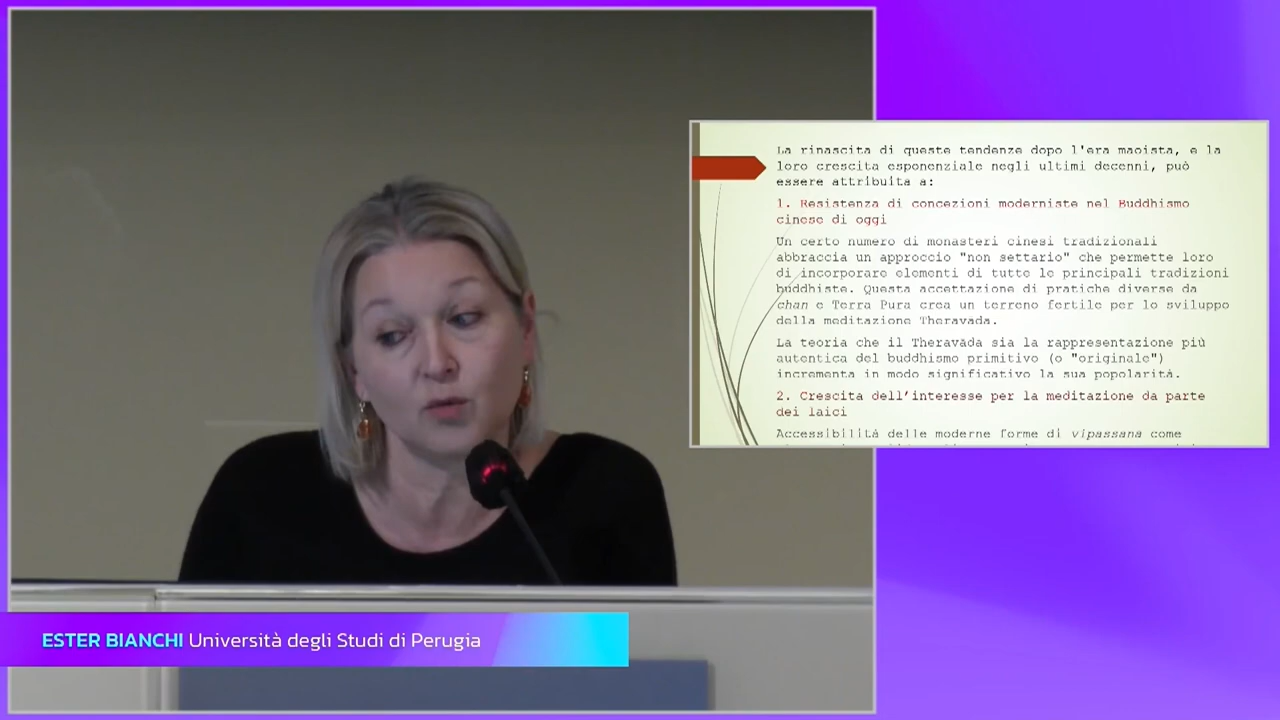 La rinascita di queste tendenze dopo l'era maoista, e la
loro crescita esponenziale negli ultimi decenni, può
essere attribuita a:
1. Resistenza di concezioni moderniste nel Buddhismo
cinese di oggi
Un certo numero di monasteri cinesi tradizionali
abbraccia un approccio "non settario" che permette loro
di incorporare elementi di tutte le principali tradizioni
buddhiste. Questa accettazione di pratiche diverse da
chan e Terra Pura crea un terreno fertile per lo sviluppo
della meditazione Theravāda.
La teoria che il Theravāda sia la rappresentazione più
autentica del buddhismo primitivo (o "originale")
incrementa in modo significativo la sua popolarità.
2. Crescita dell'interesse per la meditazione da parte
dei laici
Accessibilità delle moderne forme di vipassana come
ESTER BIANCHI Università degli Studi di Perugia